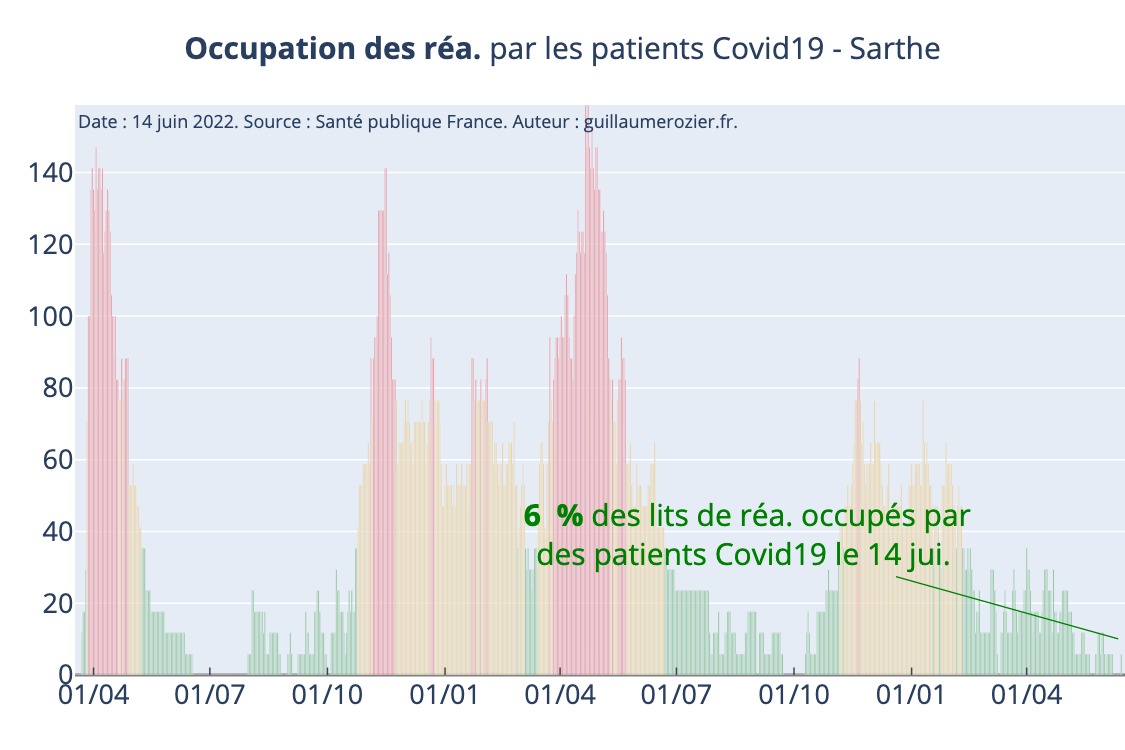 Occupation des réa. par les patients Covid19 - Sarthe
Date : 14 juin 2022. Source : Santé publique France. Auteur : guillaumerozier.fr.
140
120
100
80
60
6 % des lits de réa. occupés par
40
des patients Covid19 le 14 jui.
20
0
01/04 01/07 01/10 01/01 01/04 01/07 01/10 01/01 01/04